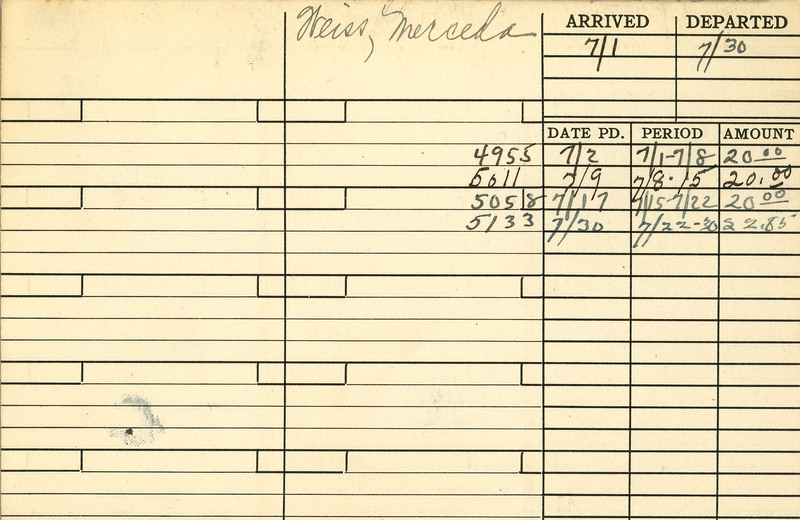 Weiss, Merceda
ARRIVED DEPARTED
7/1 7/30
DATE PD. PERIOD AMOUNT
4955 7/2 7/1-7/8 20.00
5011 7/9 7/8-15 20.00
5058 7/17 7/15-7/22 20.00
5133 7/30 7/22-30 22.85